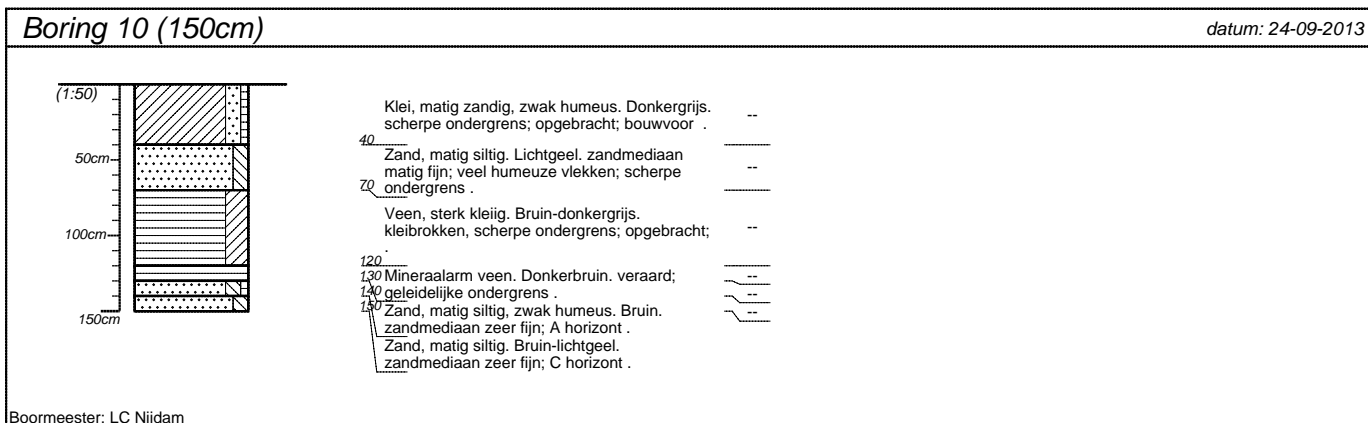 Boring 10 (150cm)
datum: 24-09-2013
(1:50)
50cm
100cm
150cm
Klei, matig zandig, zwak humeus. Donkergrijs.
scherpe ondergrens; opgebracht; bouwvoor .
--
40
Zand, matig siltig. Lichtgeel. zandmediaan
matig fijn; veel humeuze vlekken; scherpe
ondergrens .
--
70
Veen, sterk kleiig. Bruin-donkergrijs.
kleibrokken, scherpe ondergrens; opgebracht;
.
--
120
Mineraalarm veen. Donkerbruin. veraard;
geleidelijke ondergrens .
--
130
Zand, matig siltig, zwak humeus. Bruin.
zandmediaan zeer fijn; A horizont .
--
140
Zand, matig siltig. Bruin-lichtgeel.
zandmediaan zeer fijn; C horizont .
--
150
Boormeester: LC Nijdam